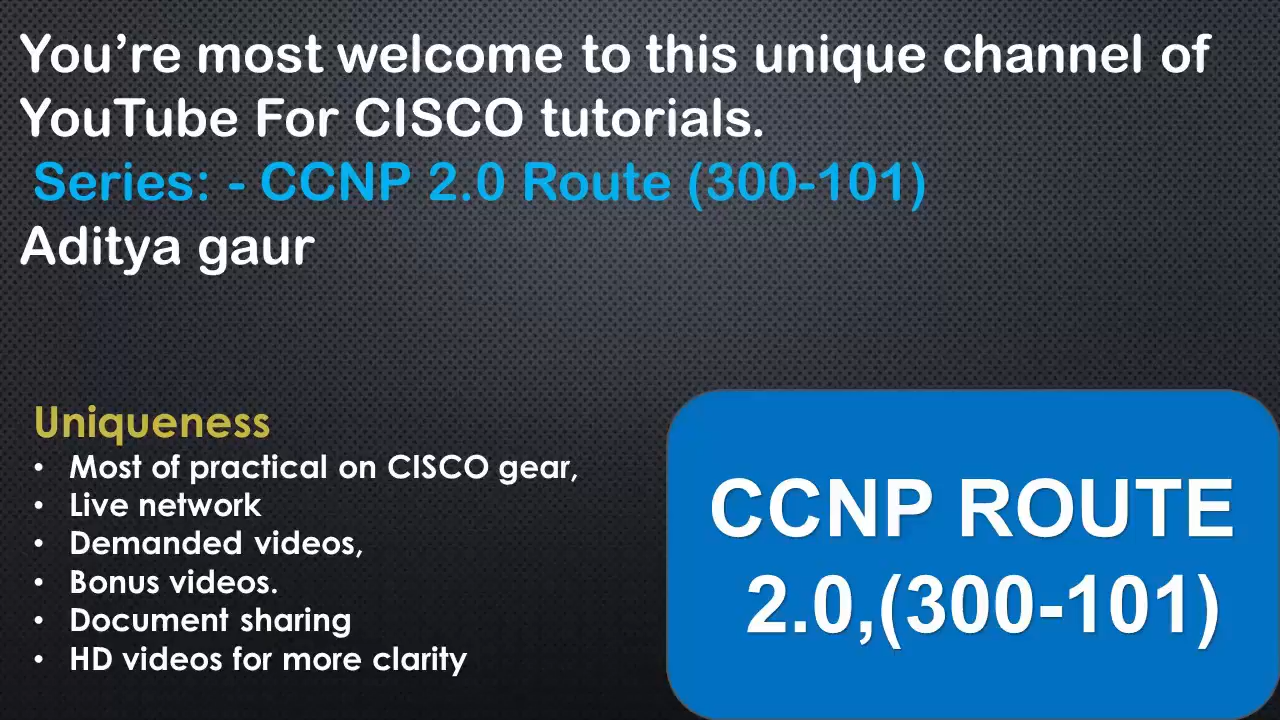 You’re most welcome to this unique channel of
YouTube For CISCO tutorials.
Series: - CCNP 2.0 Route (300-101)
Aditya gaur
Uniqueness
• Most of practical on CISCO gear,
• Live network
• Demanded videos,
• Bonus videos.
• Document sharing
• HD videos for more clarity
CCNP ROUTE
2.0,(300-101)